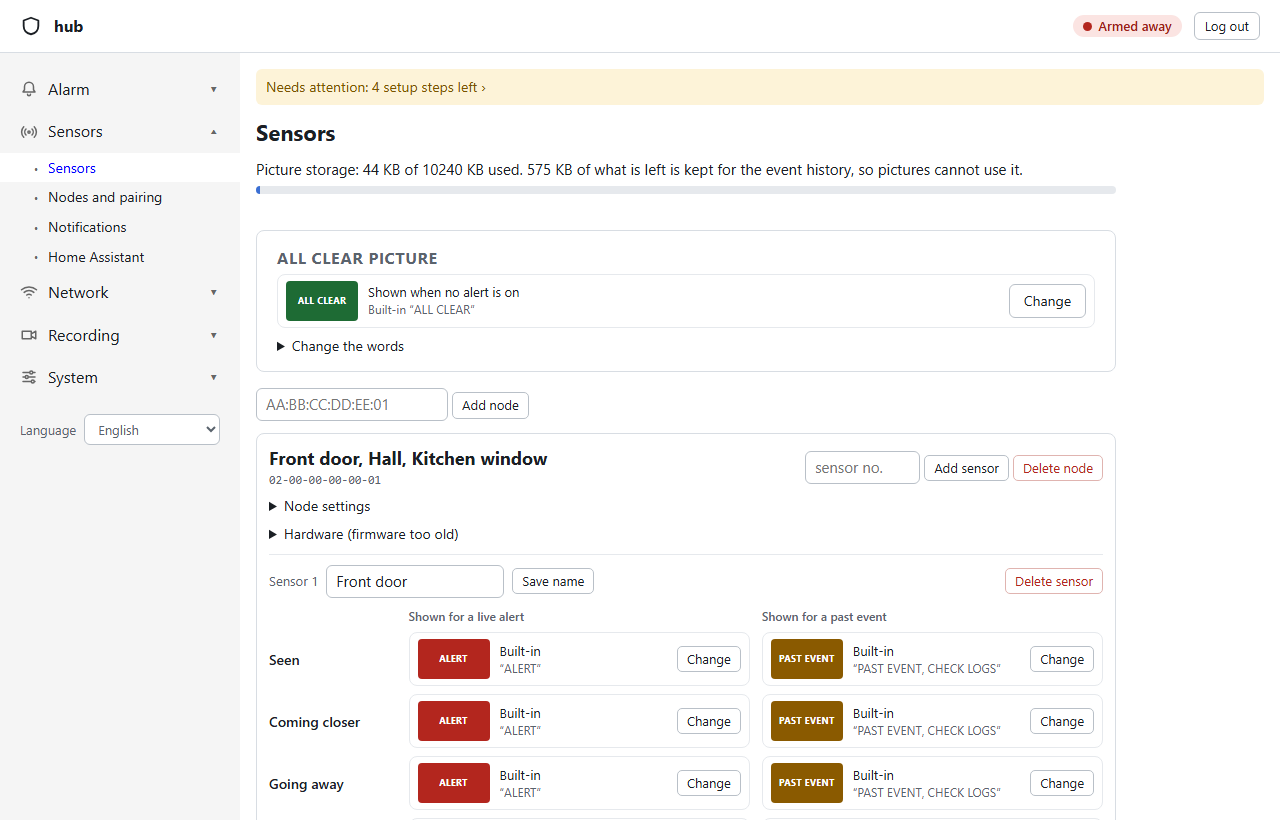 hub
Armed away
Log out
Alarm
Sensors
Sensors
Nodes and pairing
Notifications
Home Assistant
Network
Recording
System
Language
English
Needs attention: 4 setup steps left ›
Sensors
Picture storage: 44 KB of 10240 KB used. 575 KB of what is left is kept for the event history, so pictures cannot use it.
ALL CLEAR PICTURE
ALL CLEAR
Shown when no alert is on
Built-in “ALL CLEAR”
Change
Change the words
AA:BB:CC:DD:EE:01
Add node
Front door, Hall, Kitchen window
02-00-00-00-00-01
sensor no.
Add sensor
Delete node
Node settings
Hardware (firmware too old)
Sensor 1
Front door
Save name
Delete sensor
Shown for a live alert
Shown for a past event
Seen
ALERT
Built-in
“ALERT”
Change
PAST EVENT
Built-in
“PAST EVENT, CHECK LOGS”
Change
Coming closer
ALERT
Built-in
“ALERT”
Change
PAST EVENT
Built-in
“PAST EVENT, CHECK LOGS”
Change
Going away
ALERT
Built-in
“ALERT”
Change
PAST EVENT
Built-in
“PAST EVENT, CHECK LOGS”
Change